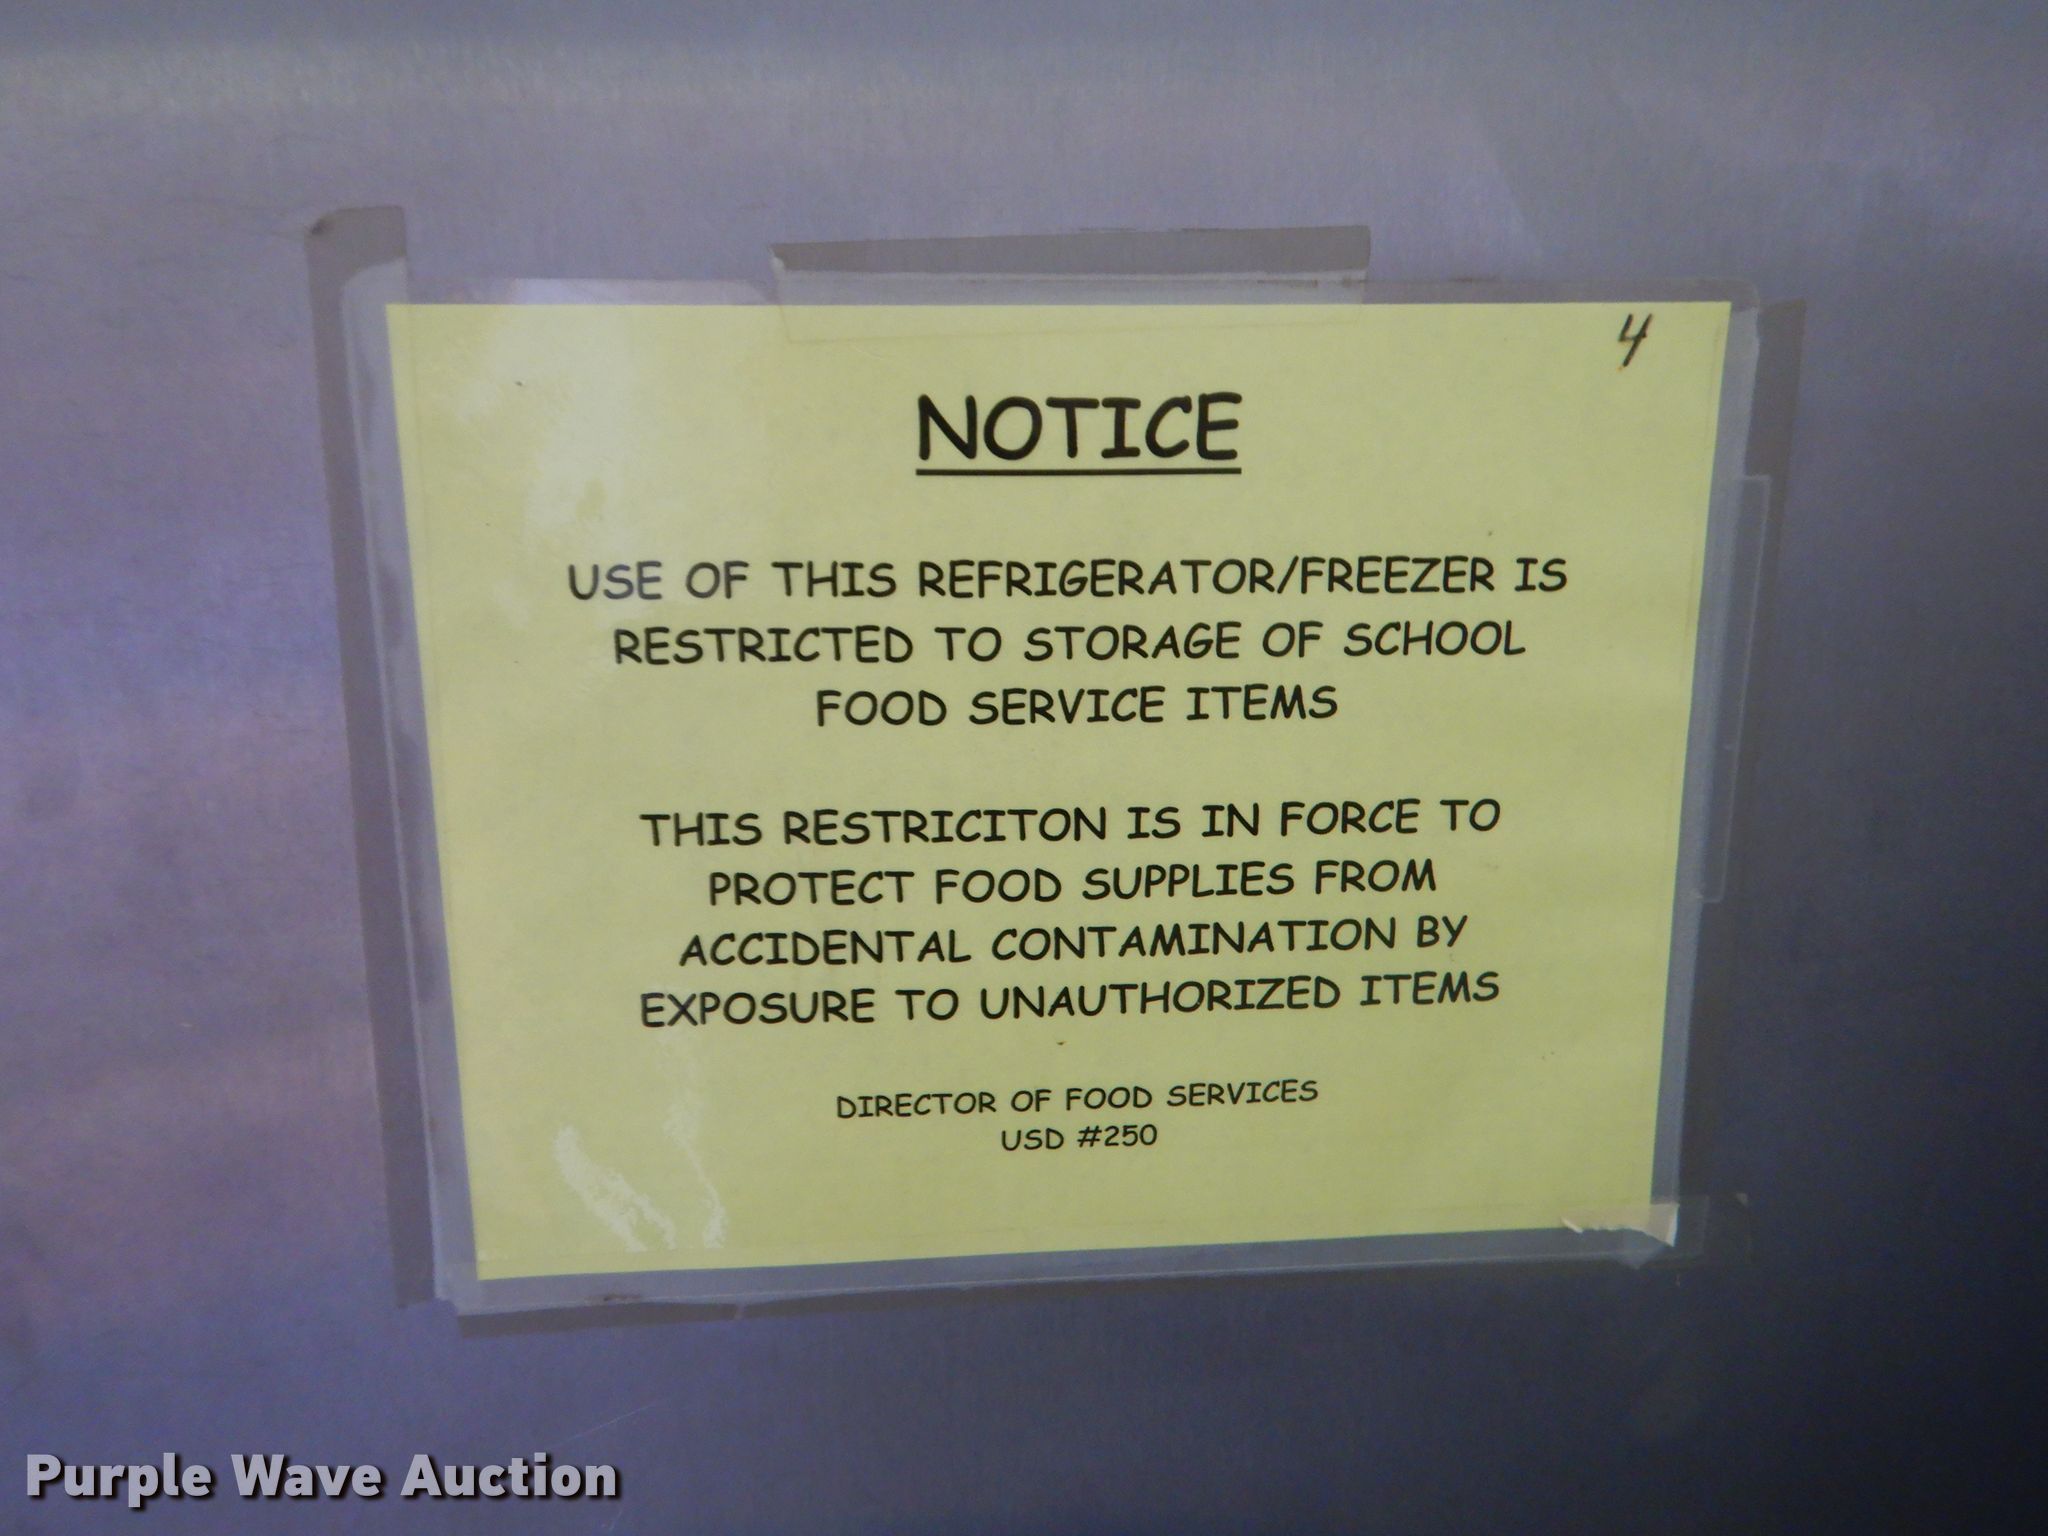 4
NOTICE
USE OF THIS REFRIGERATOR/FREEZER IS
RESTRICTED TO STORAGE OF SCHOOL
FOOD SERVICE ITEMS
THIS RESTRICITON IS IN FORCE TO
PROTECT FOOD SUPPLIES FROM
ACCIDENTAL CONTAMINATION BY
EXPOSURE TO UNAUTHORIZED ITEMS
DIRECTOR OF FOOD SERVICES
USD #250
Purple Wave Auction